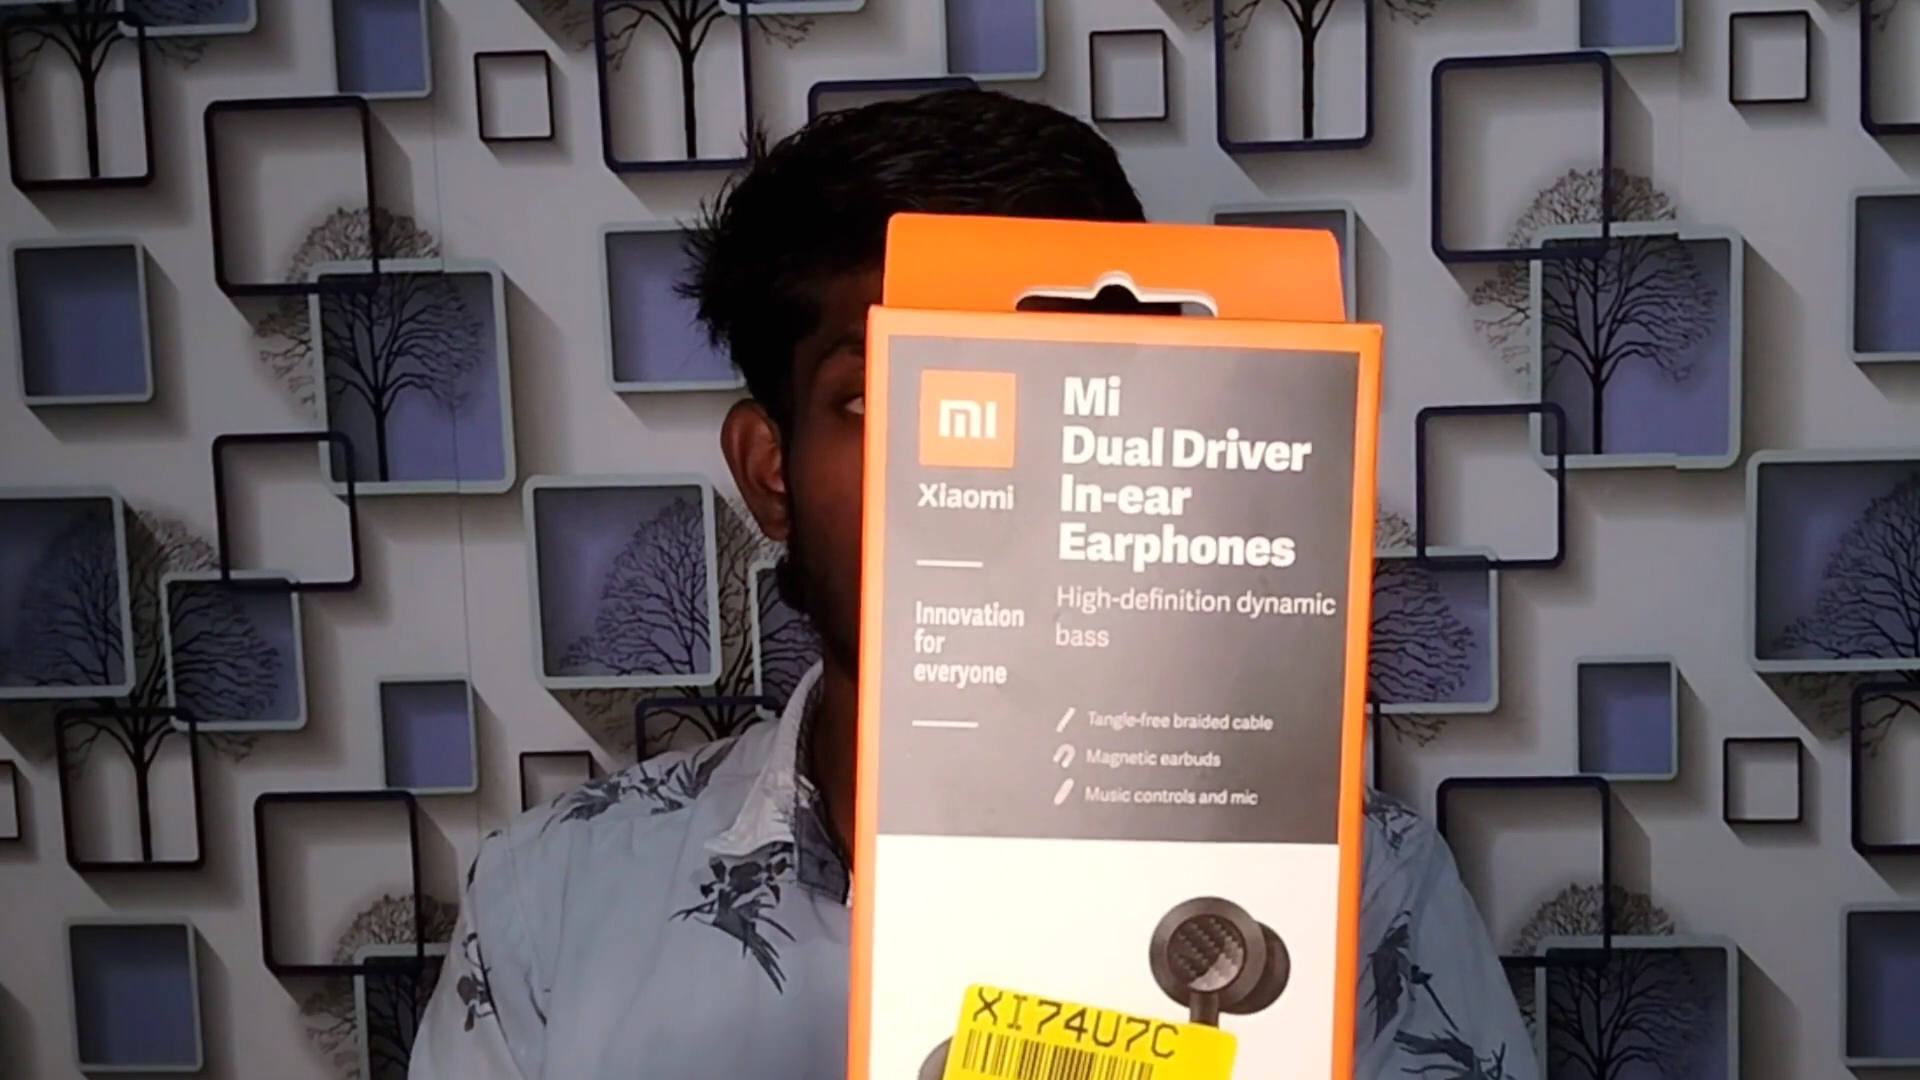 mi
Xiaomi
Innovation
for
everyone
Mi
Dual Driver
In-ear
Earphones
High-definition dynamic
bass
Tangle-free braided cable
Magnetic earbuds
Music controls and mic
XI74U7C